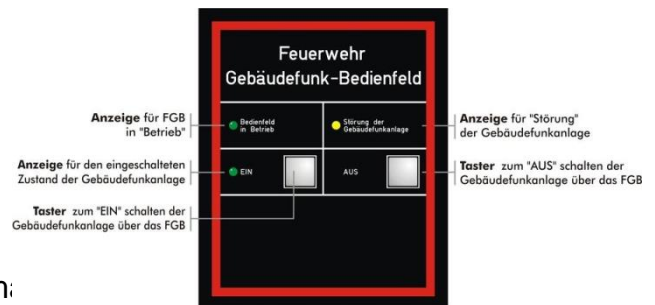 Feuerwehr
Gebäudefunk-Bedienfeld
Anzeige für FGB
in "Betrieb"
Bedienfeld
in Betrieb
Störung der
Gebäudefunkanlage
Anzeige für "Störung"
der Gebäudefunkanlage
Anzeige für den eingeschalteten
Zustand der Gebäudefunkanlage
EIN
AUS
Taster zum "AUS" schalten der
Gebäudefunkanlage über das FGB
Taster zum "EIN" schalten der
Gebäudefunkanlage über das FGB